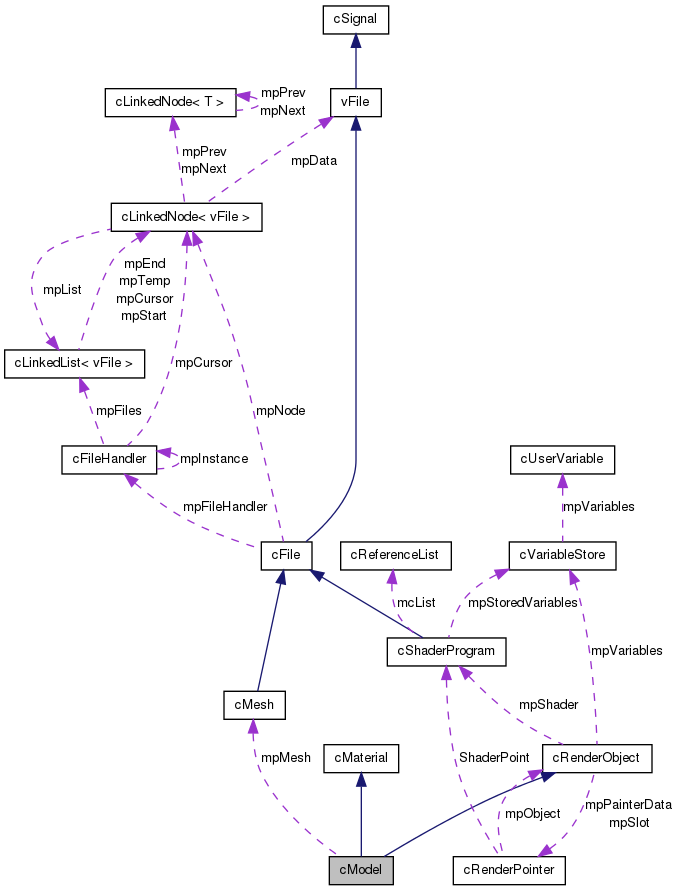 cSignal
cLinkedNode< T >
mpPrev
mpNext
vFile
mpPrev
mpNext
mpData
cLinkedNode< vFile >
mpList
mpEnd
mpTemp
mpCursor
mpStart
cLinkedList< vFile >
mpCursor
mpFiles
mpNode
cFileHandler
mpInstance
cUserVariable
mpFileHandler
mpVariables
cFile
cReferenceList
cVariableStore
mcList
mpStoredVariables
cShaderProgram
mpVariables
cMesh
mpShader
mpMesh
cMaterial
ShaderPoint
cRenderObject
mpObject
mpPainterData
mpSlot
cModel
cRenderPointer